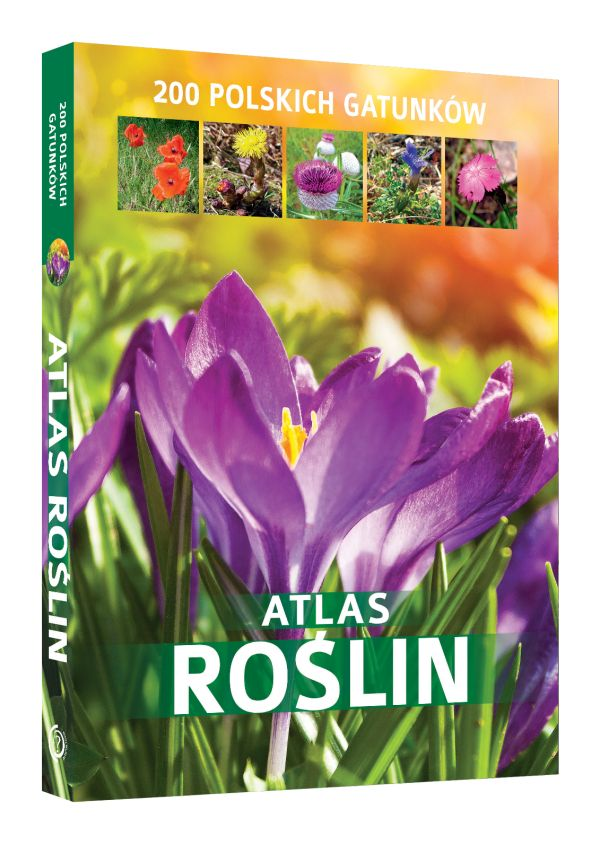 200 POLSKICH GATUNKÓW
ATLAS
ROŚLIN
200 POLSKICH
GATUNKÓW
ATLAS ROŚLIN